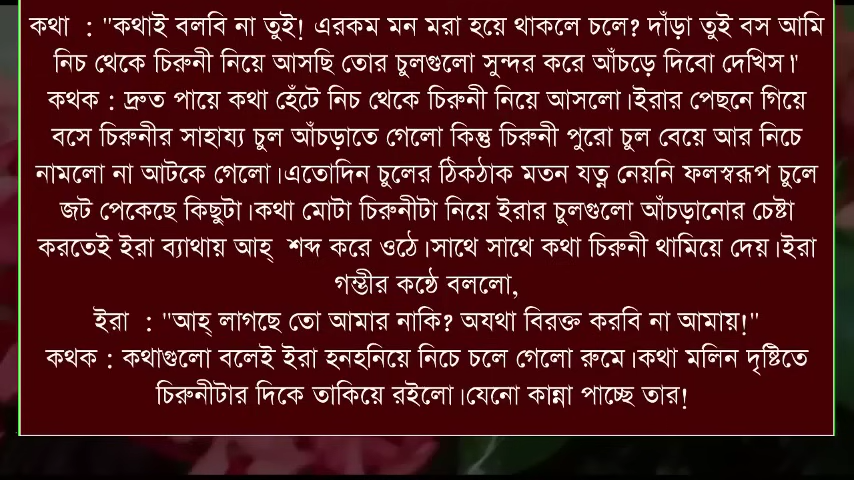 কথা : "কথাই বলবি না তুই! এরকম মন মরা হয়ে থাকলে চলে? দাঁড়া তুই বস আমি
নিচ থেকে চিরুনী নিয়ে আসছি তোর চুলগুলো সুন্দর করে আঁচড়ে দিবো দেখিস।"
কথক : দ্রুত পায়ে কথা হেঁটে নিচ থেকে চিরুনী নিয়ে আসলো।ইরার পেছনে গিয়ে
বসে চিরুনীর সাহায্য চুল আঁচড়াতে গেলো কিন্তু চিরুনী পুরো চুল বেয়ে আর নিচে
নামলো না আটকে গেলো।এতোদিন চুলের ঠিকঠাক মতন যত্ন নেয়নি ফলস্বরূপ চুলে
জট পেকেছে কিছুটা।কথা মোটা চিরুনীটা নিয়ে ইরার চুলগুলো আঁচড়ানোর চেষ্টা
করতেই ইরা ব্যাথায় আহ্ শব্দ করে ওঠে।সাথে সাথে কথা চিরুনী থামিয়ে দেয়।ইরা
গম্ভীর কন্ঠে বললো,
ইরা : "আহ্ লাগছে তো আমার নাকি? অযথা বিরক্ত করবি না আমায়!"
কথক : কথাগুলো বলেই ইরা হনহনিয়ে নিচে চলে গেলো রুমে।কথা মলিন দৃষ্টিতে
চিরুনীটার দিকে তাকিয়ে রইলো।যেনো কান্না পাচ্ছে তার!